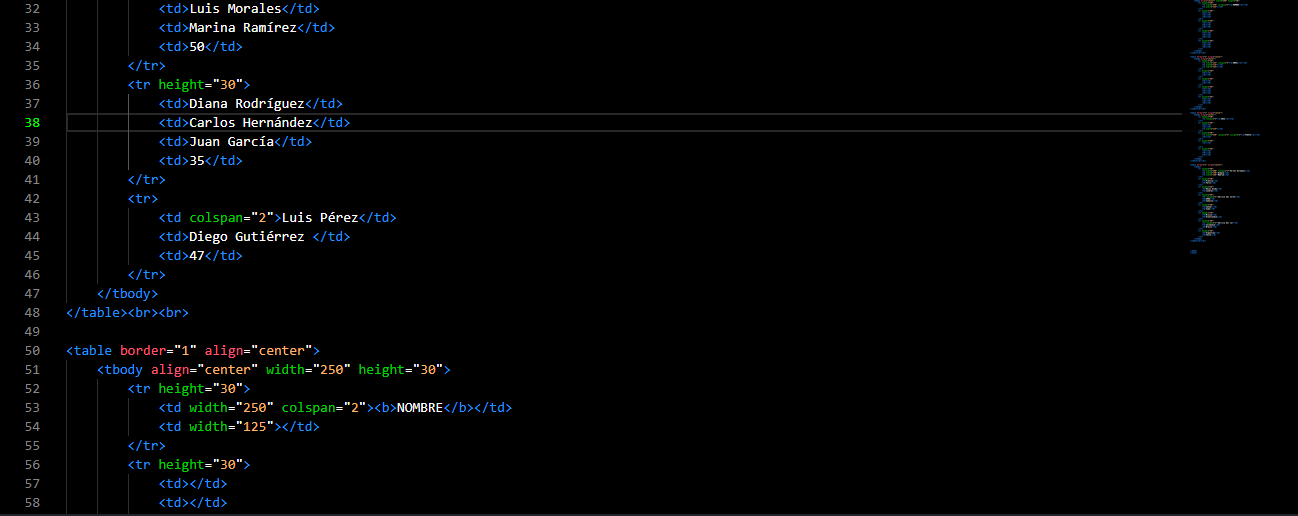 32 <td>Luis Morales</td>
33 <td>Marina Ramírez</td>
34 <td>50</td>
35 </tr>
36 <tr height="30">
37 <td>Diana Rodríguez</td>
38 <td>Carlos Hernández</td>
39 <td>Juan García</td>
40 <td>35</td>
41 </tr>
42 <tr>
43 <td colspan="2">Luis Pérez</td>
44 <td>Diego Gutiérrez </td>
45 <td>47</td>
46 </tr>
47 </tbody>
48 </table><br><br>
49
50 <table border="1" align="center">
51 <tbody align="center" width="250" height="30">
52 <tr height="30">
53 <td width="250" colspan="2"><b>NOMBRE</b></td>
54 <td width="125"></td>
55 </tr>
56 <tr height="30">
57 <td></td>
58 <td></td>